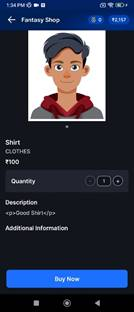 1:34 PM
Fantasy Shop
0
₹2,157
Shirt
CLOTHES
₹100
Quantity
- 1 +
Description
<p>Good Shirt</p>
Additional Information
Buy Now